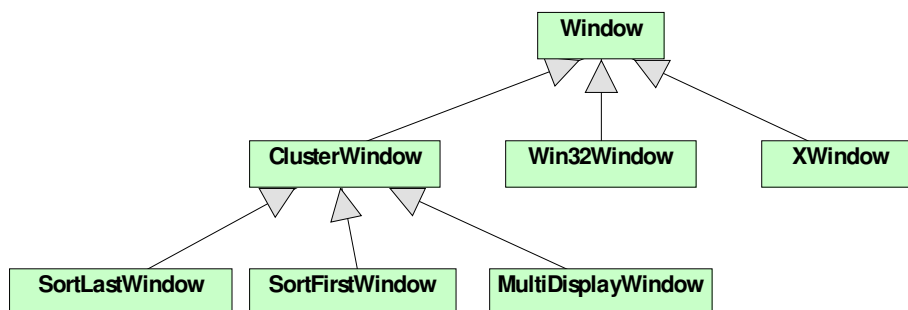 Window
ClusterWindow
Win32Window
XWindow
SortLastWindow
SortFirstWindow
MultiDisplayWindow